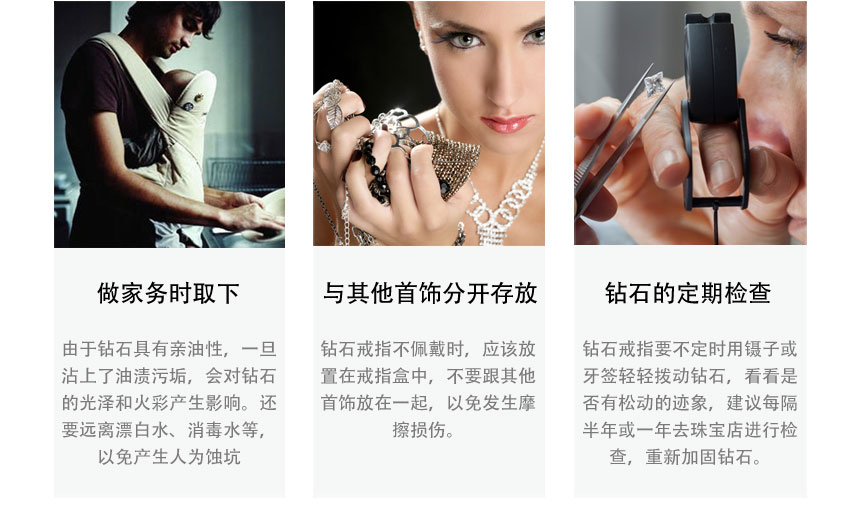 做家务时取下
由于钻石具有亲油性，一旦
沾上了油渍污垢，会对钻石
的光泽和火彩产生影响。还
要远离漂白水、消毒水等，
以免产生人为蚀坑
与其他首饰分开存放
钻石戒指不佩戴时，应该放
置在戒指盒中，不要跟其他
首饰放在一起，以免发生摩
擦损伤。
钻石的定期检查
钻石戒指要不定时用镊子或
牙签轻轻拨动钻石，看看是
否有松动的迹象，建议每隔
半年或一年去珠宝店进行检
查，重新加固钻石。